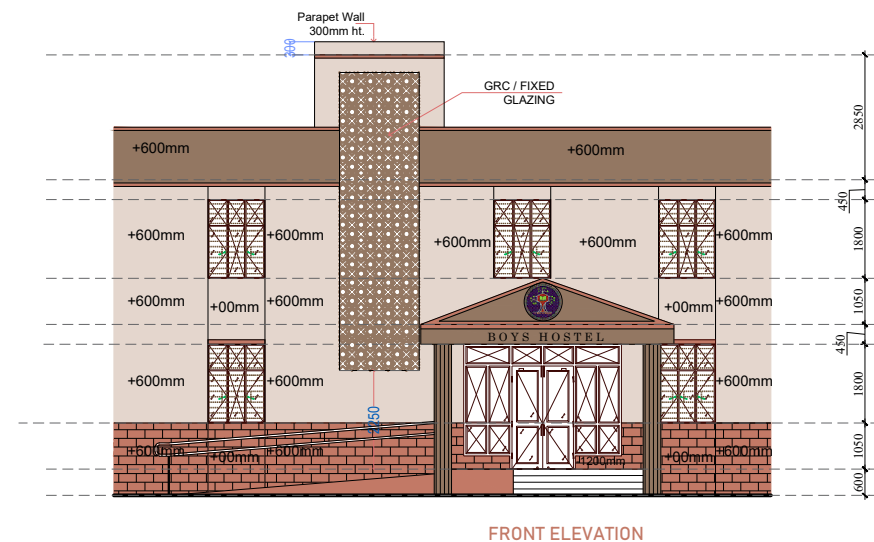 Parapet Wall
300mm ht.
300
GRC / FIXED
GLAZING
2850
+600mm
+600mm
450
+600mm
+600mm
+600mm
+600mm
+600mm
1800
+600mm
+00mm
+600mm
+00mm
+600mm
1050
BOYS HOSTEL
450
+600mm
+600mm
+600mm
1800
2250
+600mm
+00mm
+600mm
1200mm
+00mm
+600mm
1050
600
FRONT ELEVATION